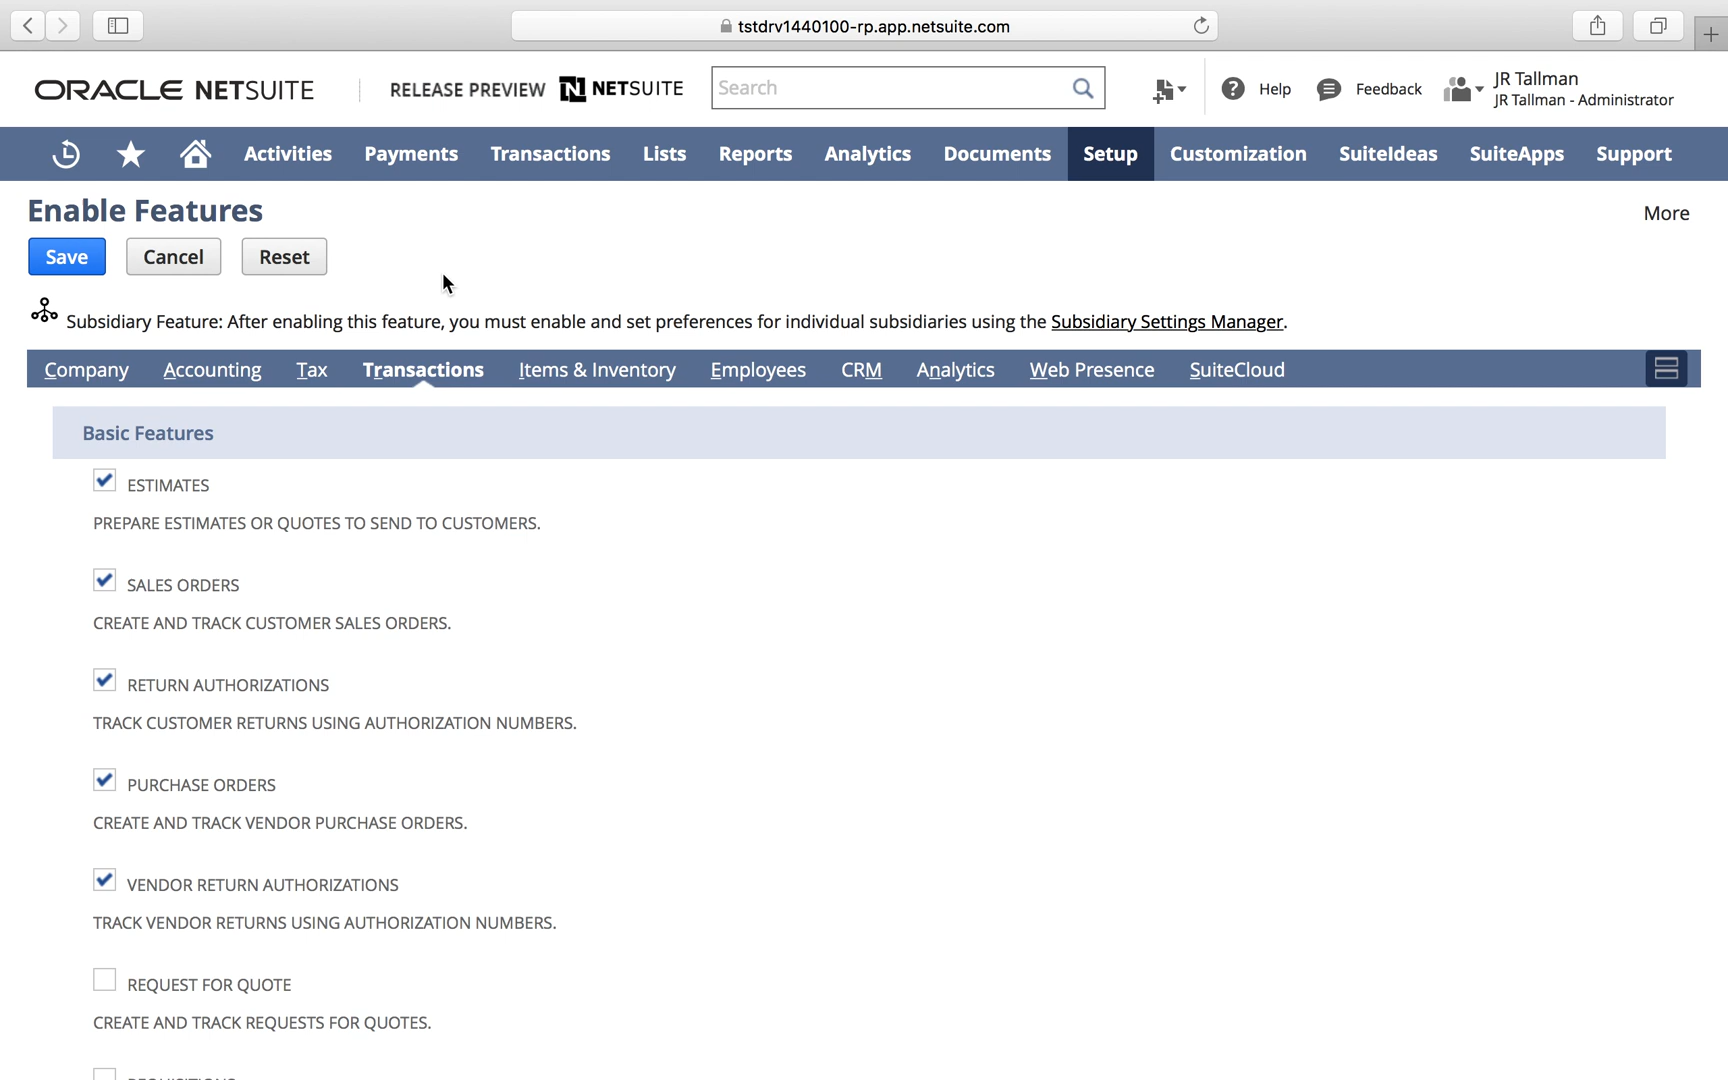 tstdrv1440100-rp.app.netsuite.com
ORACLE NETSUITE
RELEASE PREVIEW N NETSUITE
Search
Help
Feedback
JR Tallman
JR Tallman - Administrator
Activities Payments Transactions Lists Reports Analytics Documents Setup Customization SuiteIdeas SuiteApps Support
Enable Features
More
Save Cancel Reset
Subsidiary Feature: After enabling this feature, you must enable and set preferences for individual subsidiaries using the Subsidiary Settings Manager.
Company Accounting Tax Transactions Items & Inventory Employees CRM Analytics Web Presence SuiteCloud
Basic Features
ESTIMATES
PREPARE ESTIMATES OR QUOTES TO SEND TO CUSTOMERS.
SALES ORDERS
CREATE AND TRACK CUSTOMER SALES ORDERS.
RETURN AUTHORIZATIONS
TRACK CUSTOMER RETURNS USING AUTHORIZATION NUMBERS.
PURCHASE ORDERS
CREATE AND TRACK VENDOR PURCHASE ORDERS.
VENDOR RETURN AUTHORIZATIONS
TRACK VENDOR RETURNS USING AUTHORIZATION NUMBERS.
REQUEST FOR QUOTE
CREATE AND TRACK REQUESTS FOR QUOTES.